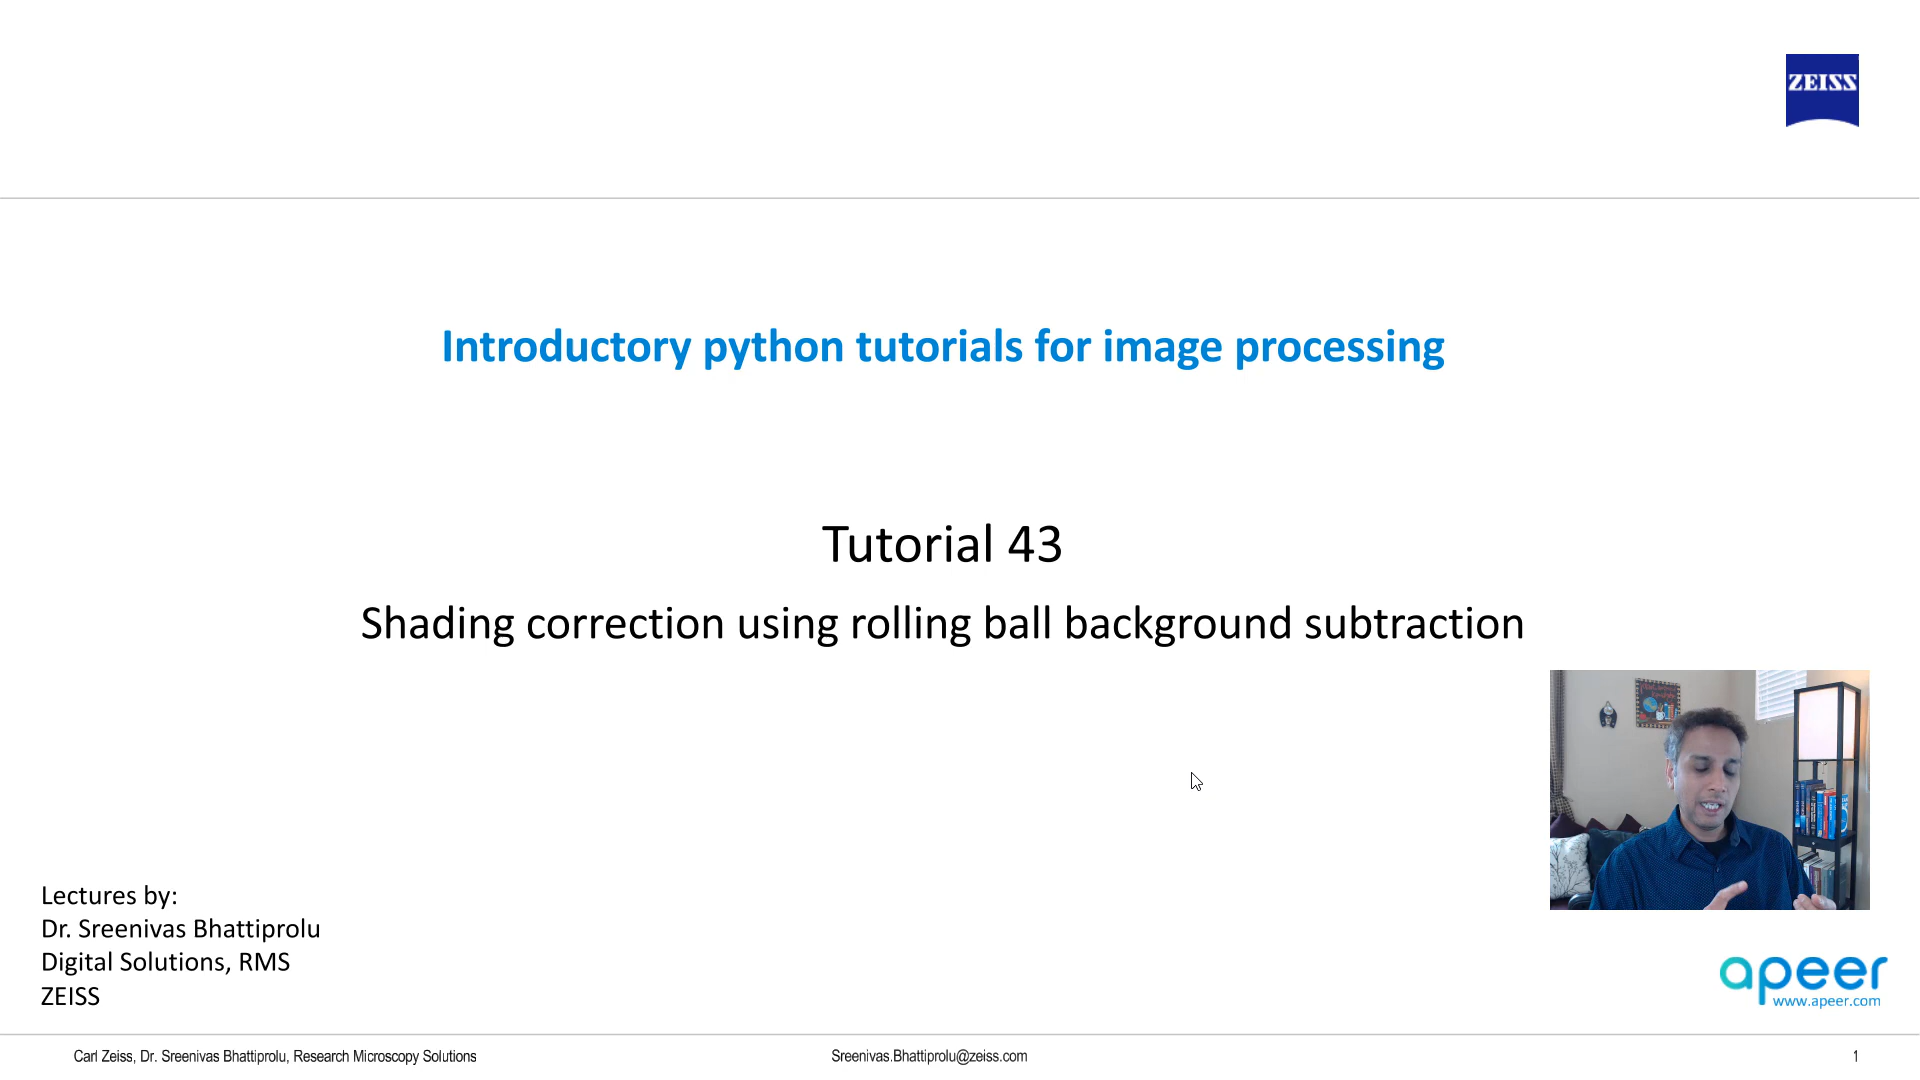 ZEISS
Introductory python tutorials for image processing
Tutorial 43
Shading correction using rolling ball background subtraction
Lectures by:
Dr. Sreenivas Bhattiprolu
Digital Solutions, RMS
ZEISS
apeer
www.apeer.com
Carl Zeiss, Dr. Sreenivas Bhattiprolu, Research Microscopy Solutions
Sreenivas.Bhattiprolu@zeiss.com
1